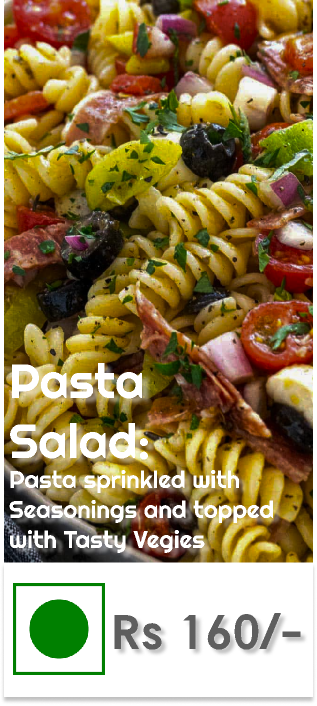 Pasta
Salad:
Pasta sprinkled with
Seasonings and topped
with Tasty Vegies
Rs 160/-